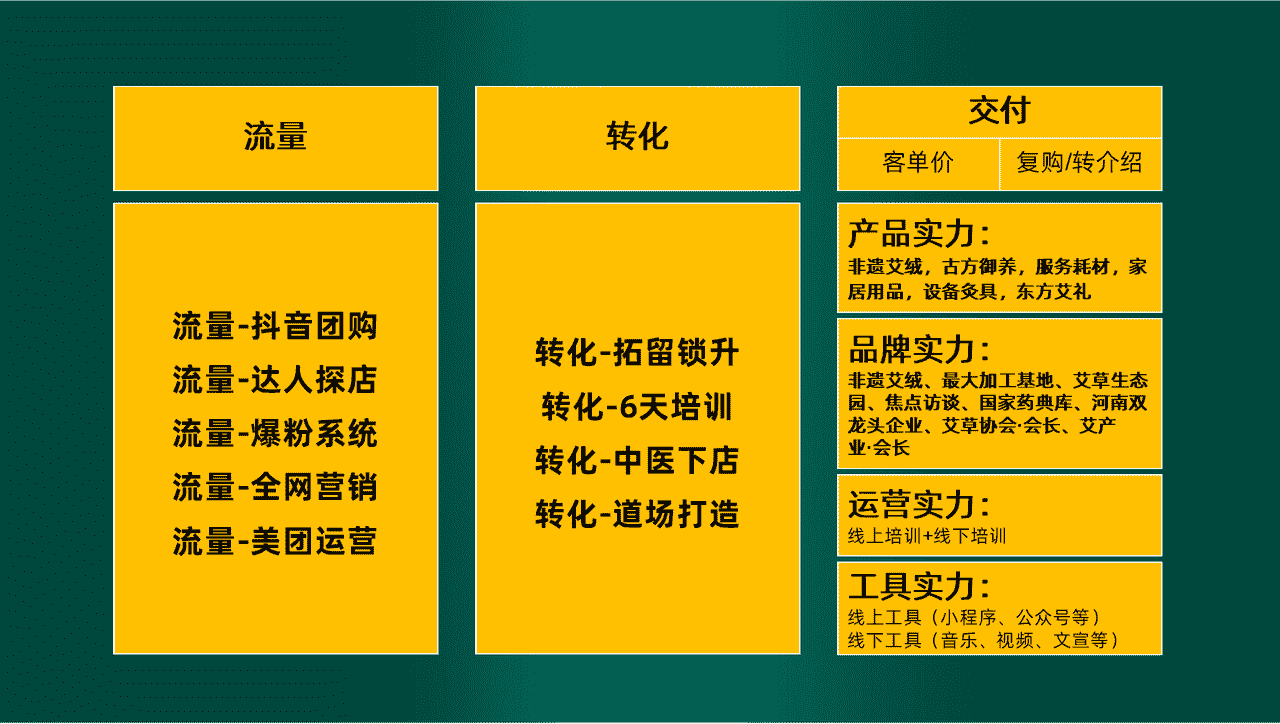 流量
流量-抖音团购
流量-达人探店
流量-爆粉系统
流量-全网营销
流量-美团运营
转化
转化-拓留锁升
转化-6天培训
转化-中医下店
转化-道场打造
交付
客单价
复购/转介绍
产品实力：
非遗艾绒，古方御养，服务耗材，家
居用品，设备灸具，东方艾礼
品牌实力：
非遗艾绒、最大加工基地、艾草生态
园、焦点访谈、国家药典库、河南双
龙头企业、艾草协会·会长、艾产
业·会长
运营实力：
线上培训+线下培训
工具实力：
线上工具（小程序、公众号等）
线下工具（音乐、视频、文宣等）